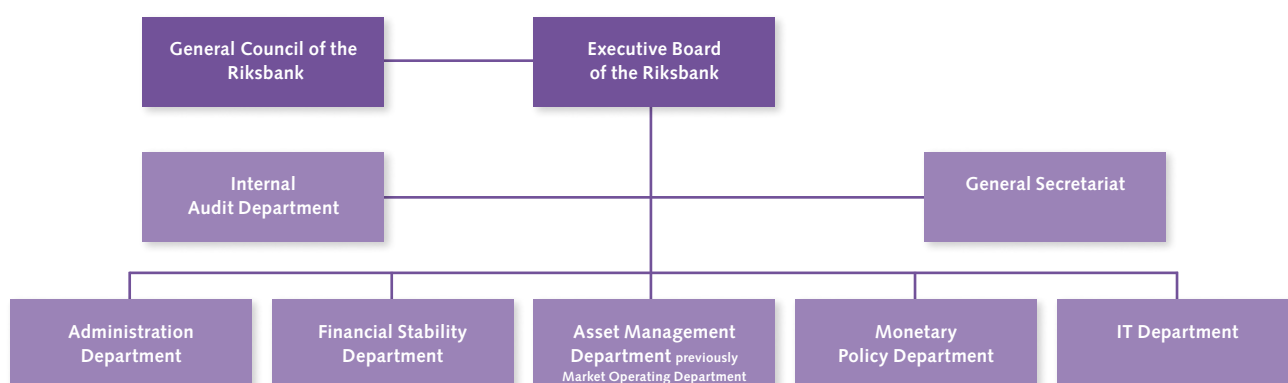 General Council of the
Riksbank
Executive Board
of the Riksbank
Internal
Audit Department
General Secretariat
Administration
Department
Financial Stability
Department
Asset Management
Department previously
Market Operating Department
Monetary
Policy Department
IT Department